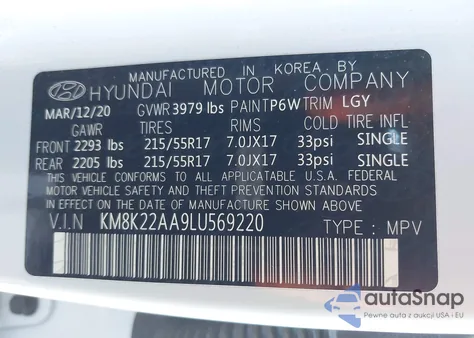 MANUFACTURED IN KOREA BY
HYUNDAI MOTOR COMPANY
MAR/12/20 GVWR 3979 lbs PAINT P6W TRIM LGY
GAWR TIRES RIMS COLD TIRE INFL
FRONT 2293 lbs 215/55R17 7.0JX17 33psi SINGLE
REAR 2205 lbs 215/55R17 7.0JX17 33psi SINGLE
THIS VEHICLE CONFORMS TO ALL APPLICABLE U.S.A. FEDERAL
MOTOR VEHICLE SAFETY AND THEFT PREVENTION STANDARDS
IN EFFECT ON THE DATE OF MANUFACTURE SHOWN ABOVE.
V.I.N KM8K22AA9LU569220 TYPE : MPV
autoSnap
Pewne auta z aukcji USA i EU